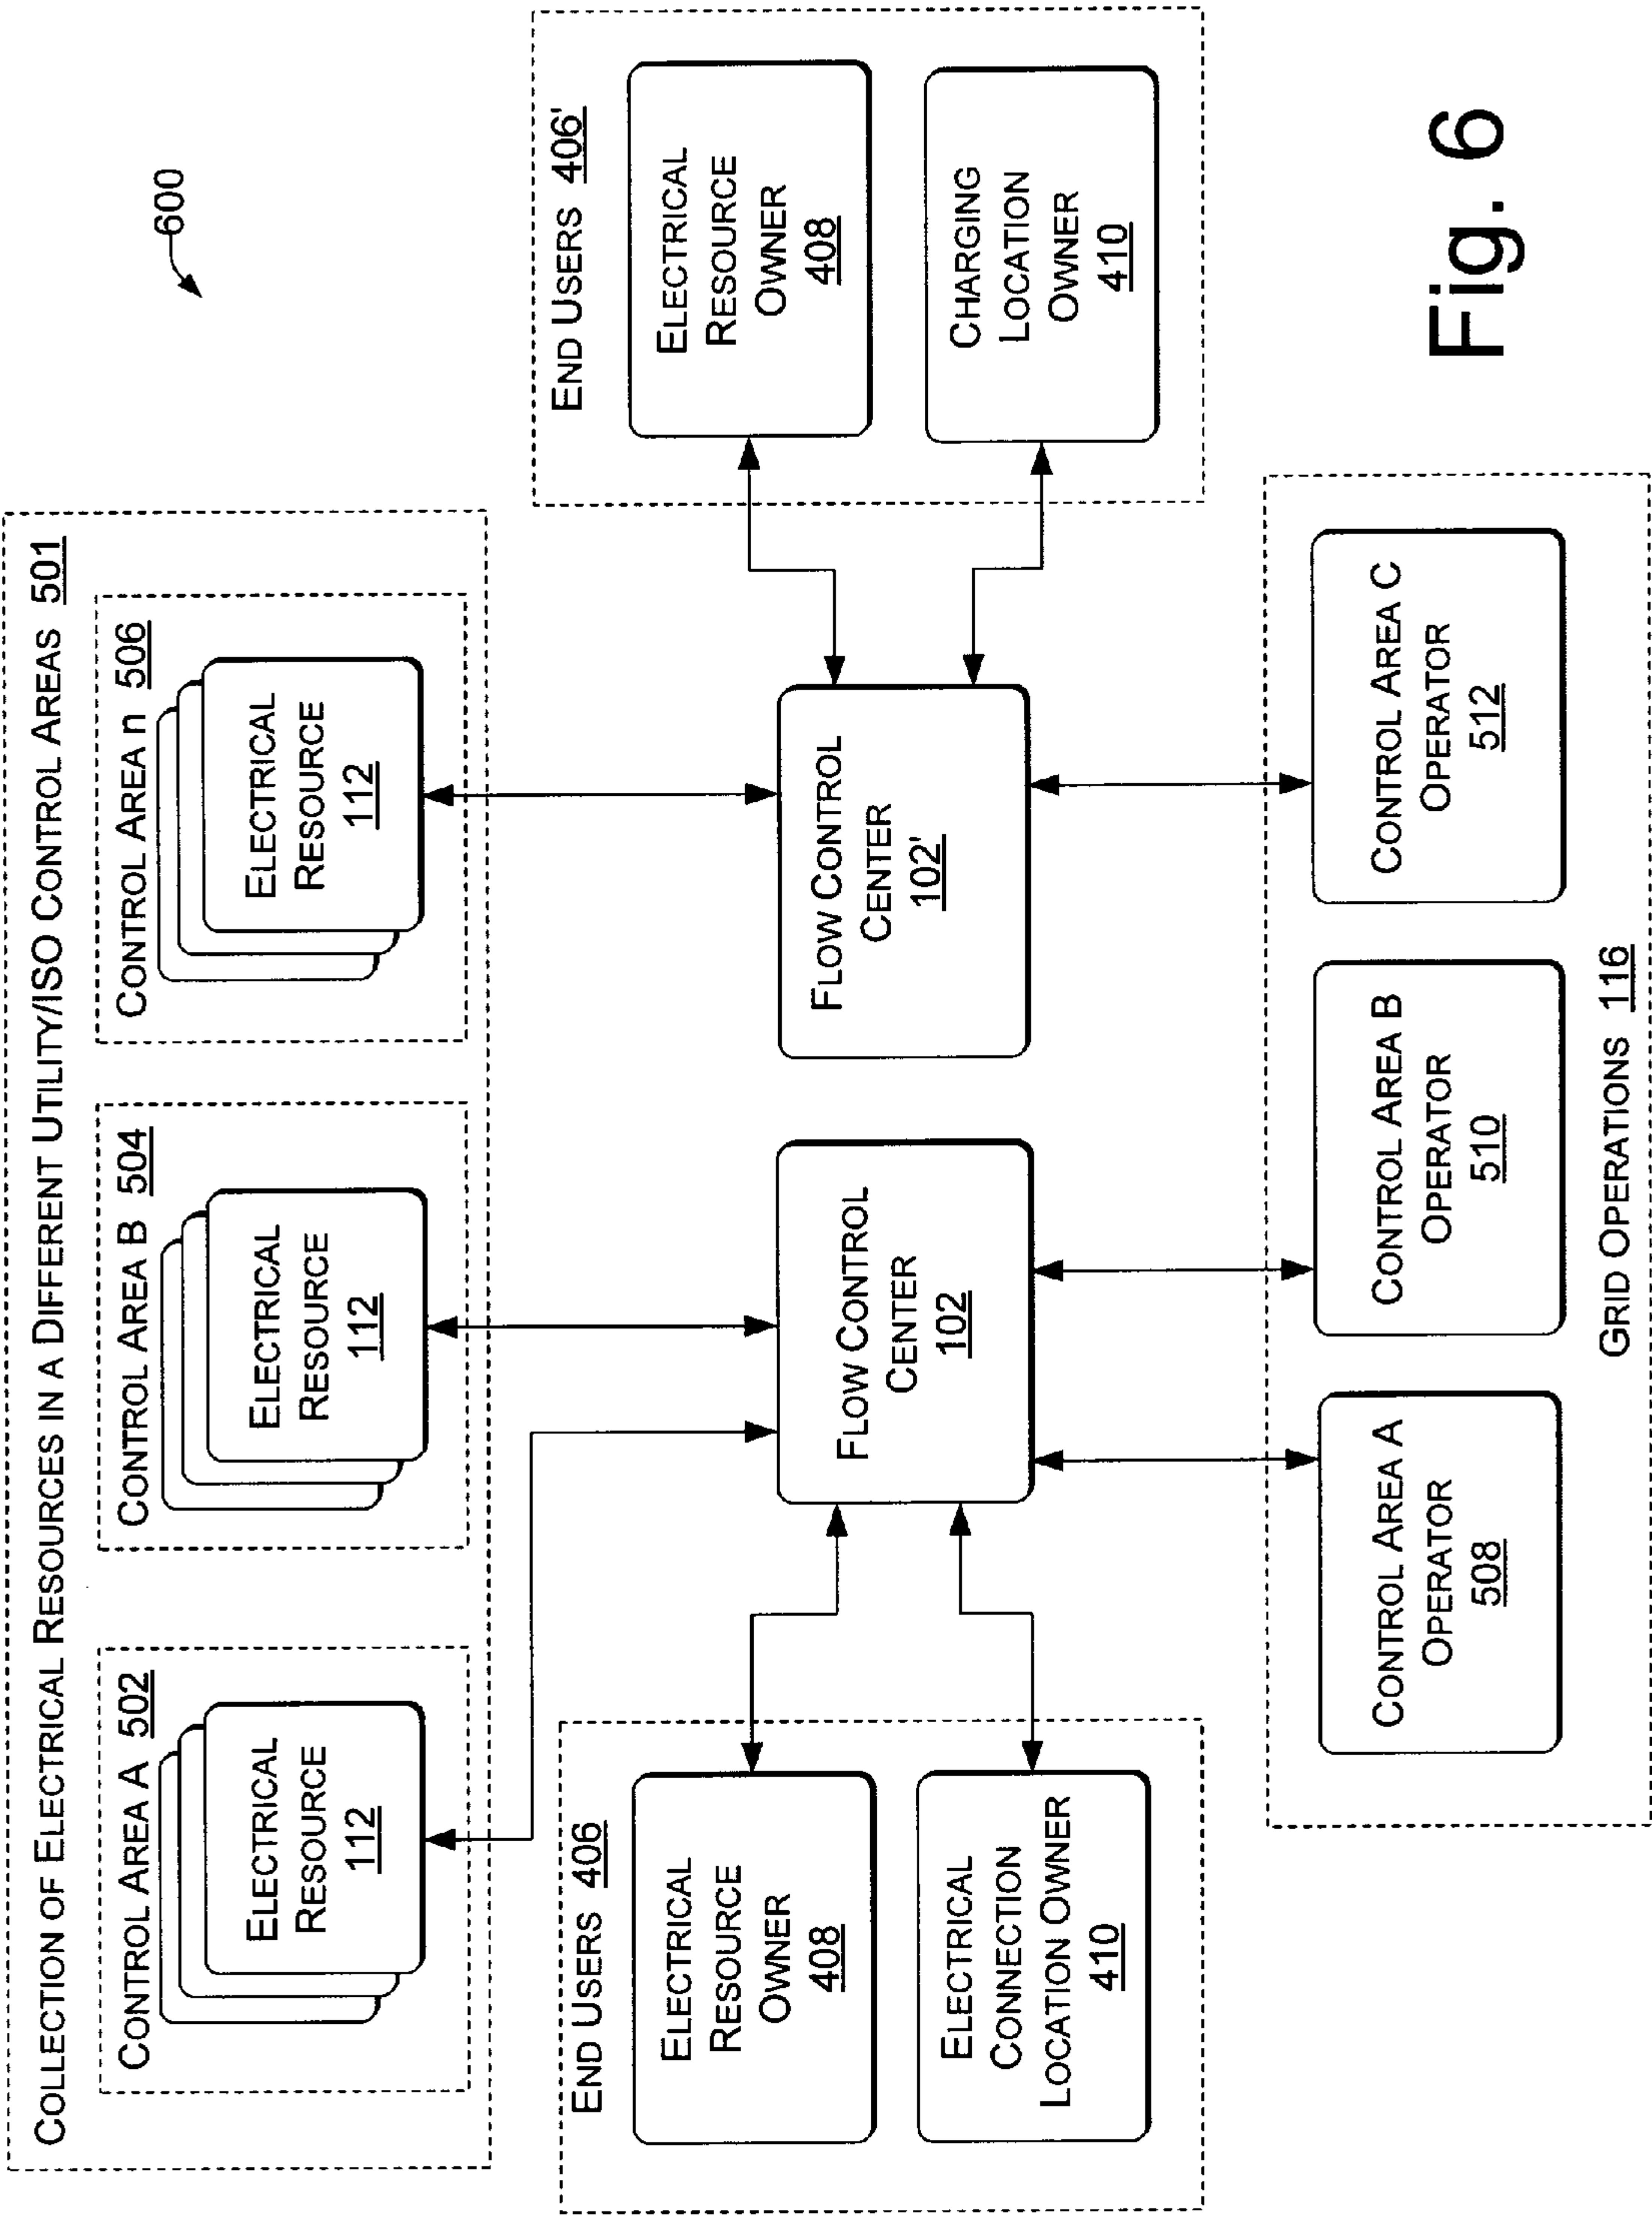 600
COLLECTION OF ELECTRICAL RESOURCES IN A DIFFERENT UTILITY/ISO CONTROL AREAS 501
CONTROL AREA A 502
ELECTRICAL
RESOURCE
112
CONTROL AREA B 504
ELECTRICAL
RESOURCE
112
CONTROL AREA n 506
ELECTRICAL
RESOURCE
112
END USERS 406
ELECTRICAL
RESOURCE
OWNER
408
ELECTRICAL
CONNECTION
LOCATION OWNER
410
FLOW CONTROL
CENTER
102
FLOW CONTROL
CENTER
102'
END USERS 406'
ELECTRICAL
RESOURCE
OWNER
408
CHARGING
LOCATION
OWNER
410
CONTROL AREA A
OPERATOR
508
CONTROL AREA B
OPERATOR
510
CONTROL AREA C
OPERATOR
512
GRID OPERATIONS 116
Fig. 6